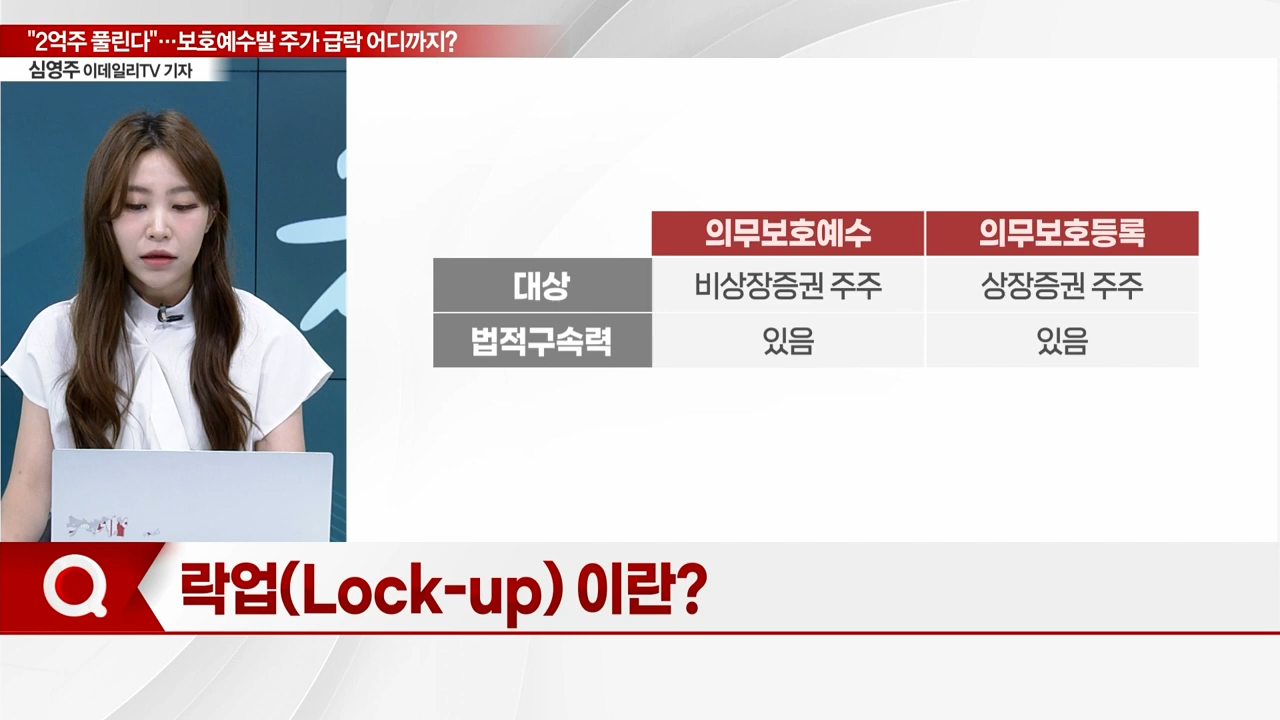 "2억주 풀린다"…보호예수발 주가 급락 어디까지?
심영주 이데일리TV 기자
의무보호예수 의무보호등록
대상 비상장증권 주주 상장증권 주주
법적구속력 있음 있음
Q 락업(Lock-up) 이란?